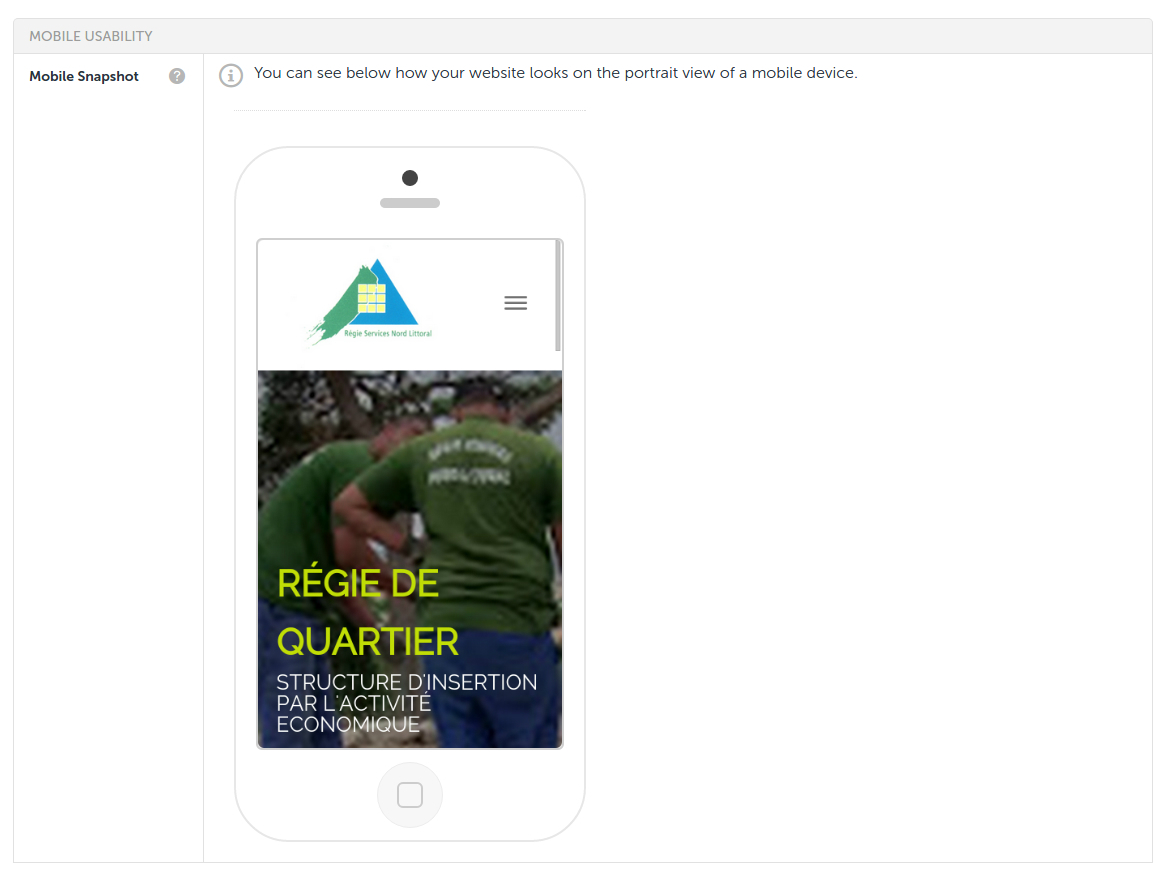 MOBILE USABILITY
Mobile Snapshot
?
i
You can see below how your website looks on the portrait view of a mobile device.
Régie Services Nord Littoral
RÉGIE DE
QUARTIER
STRUCTURE D'INSERTION
PAR L'ACTIVITÉ
ECONOMIQUE